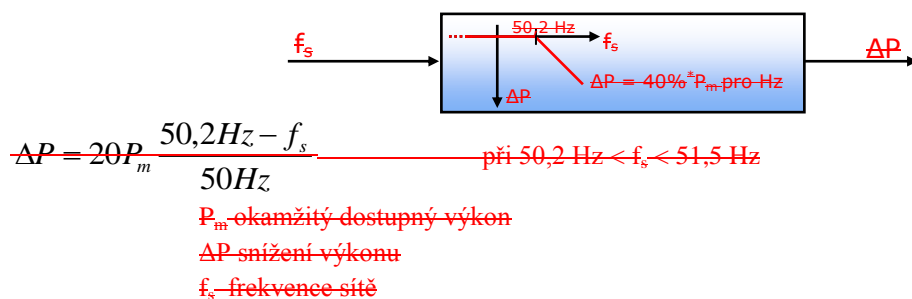 50,2 Hz
fₛ fₛ ΔP
ΔP = 40%*Pₘ pro Hz
ΔP
ΔP = 20Pₘ (50,2Hz − fₛ) / 50Hz při 50,2 Hz < fₛ < 51,5 Hz
Pₘ okamžitý dostupný výkon
ΔP snížení výkonu
fₛ frekvence sítě